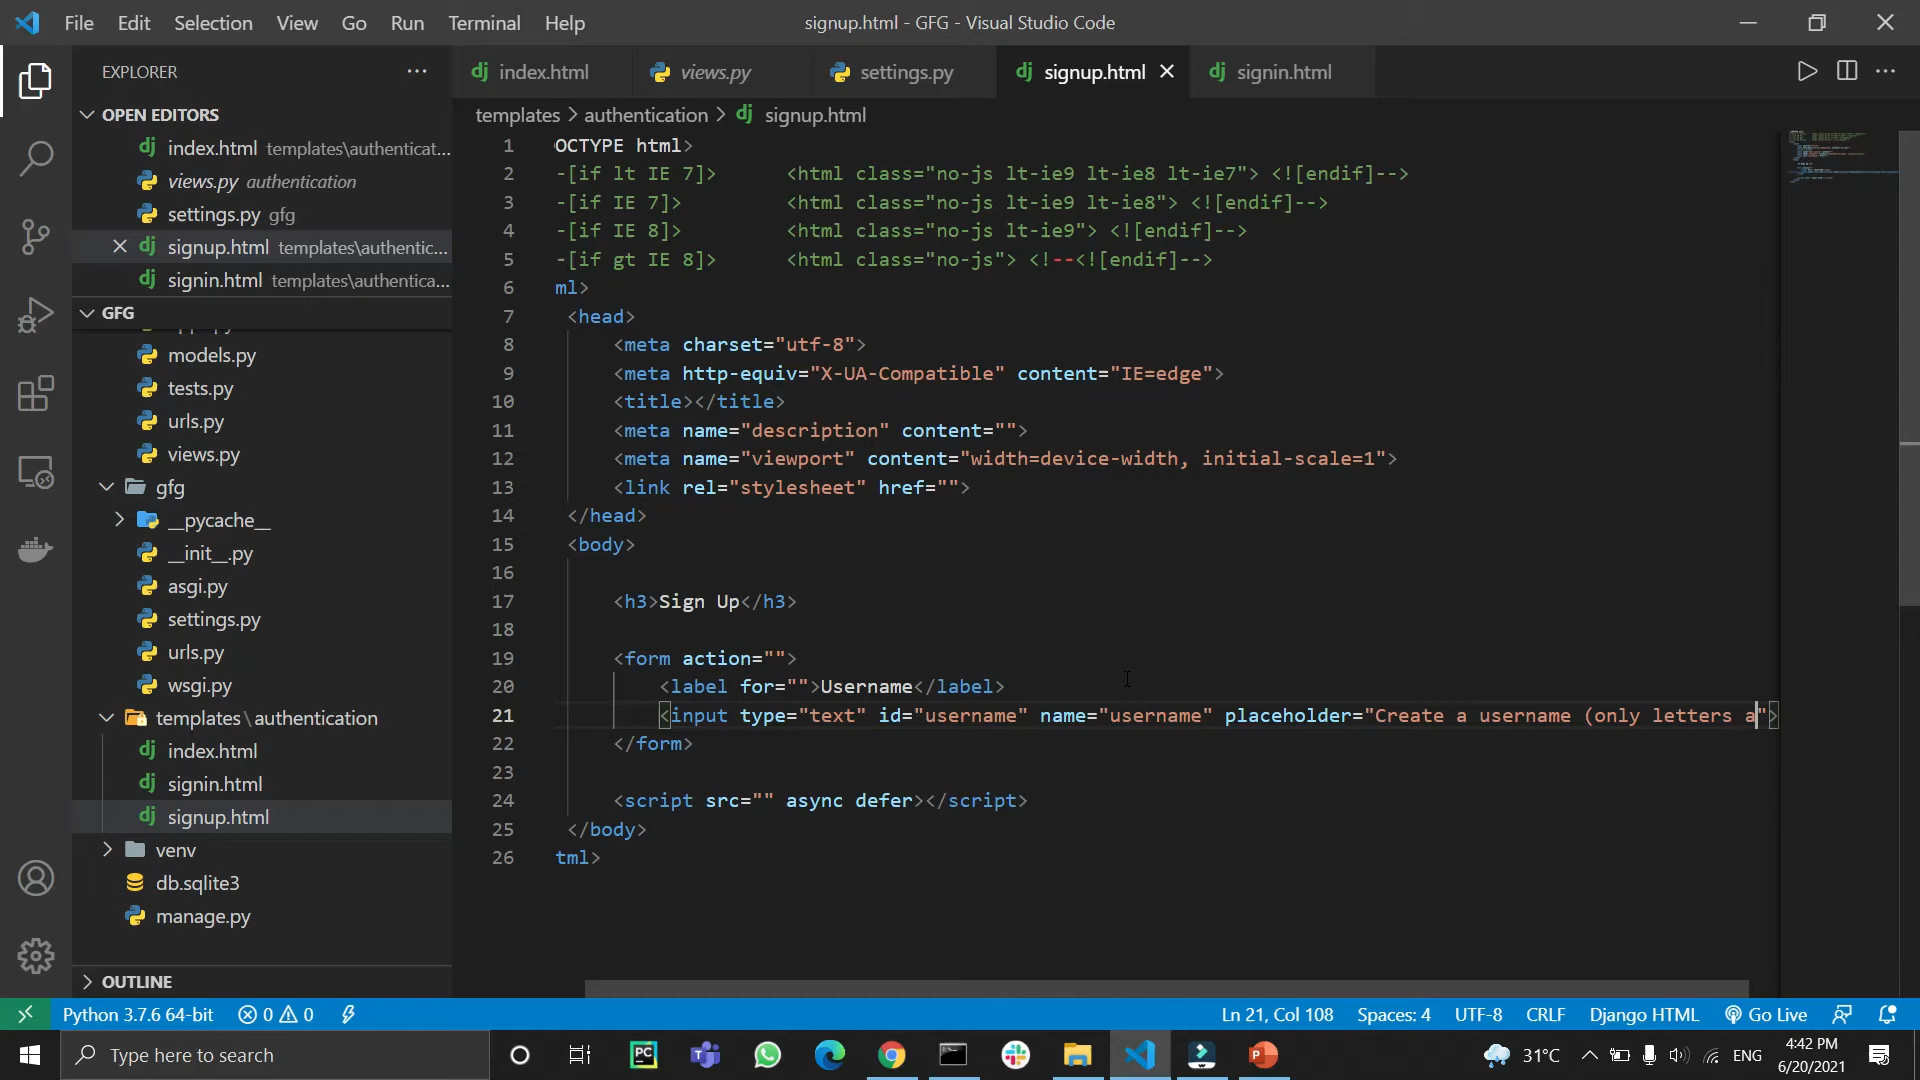 File Edit Selection View Go Run Terminal Help
signup.html - GFG - Visual Studio Code
EXPLORER
OPEN EDITORS
index.html templates\authenticat...
views.py authentication
settings.py gfg
signup.html templates\authentic...
signin.html templates\authentica...
GFG
models.py
tests.py
urls.py
views.py
gfg
__pycache__
__init__.py
asgi.py
settings.py
urls.py
wsgi.py
templates\authentication
index.html
signin.html
signup.html
venv
db.sqlite3
manage.py
OUTLINE
index.html views.py settings.py signup.html signin.html
templates > authentication > signup.html
1 OCTYPE html>
2 -[if lt IE 7]> <html class="no-js lt-ie9 lt-ie8 lt-ie7"> <![endif]-->
3 -[if IE 7]> <html class="no-js lt-ie9 lt-ie8"> <![endif]-->
4 -[if IE 8]> <html class="no-js lt-ie9"> <![endif]-->
5 -[if gt IE 8]> <html class="no-js"> <!--<![endif]-->
6 ml>
7 <head>
8 <meta charset="utf-8">
9 <meta http-equiv="X-UA-Compatible" content="IE=edge">
10 <title></title>
11 <meta name="description" content="">
12 <meta name="viewport" content="width=device-width, initial-scale=1">
13 <link rel="stylesheet" href="">
14 </head>
15 <body>
16
17 <h3>Sign Up</h3>
18
19 <form action="">
20 <label for="">Username</label>
21 <input type="text" id="username" name="username" placeholder="Create a username (only letters a">
22 </form>
23
24 <script src="" async defer></script>
25 </body>
26 tml>
Python 3.7.6 64-bit 0 0
Ln 21, Col 108 Spaces: 4 UTF-8 CRLF Django HTML Go Live
Type here to search
31°C ENG
4:42 PM
6/20/2021